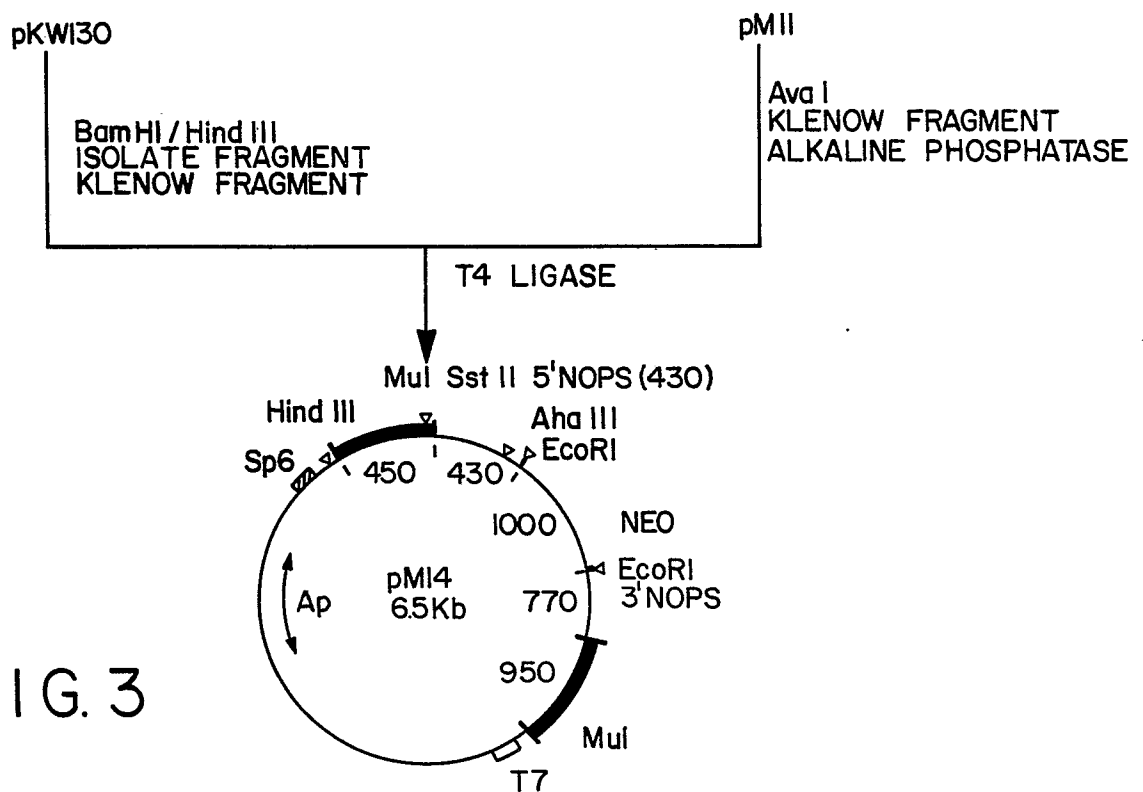 pKW130
pM11
BamHI / Hind III
ISOLATE FRAGMENT
KLENOW FRAGMENT
Ava I
KLENOW FRAGMENT
ALKALINE PHOSPHATASE
T4 LIGASE
MuI Sst II 5'NOPS (430)
Hind III
Aha III
EcoRI
Sp6
450
430
1000
NEO
EcoRI
3'NOPS
pM14
6.5Kb
770
Ap
950
MuI
T7
IG. 3